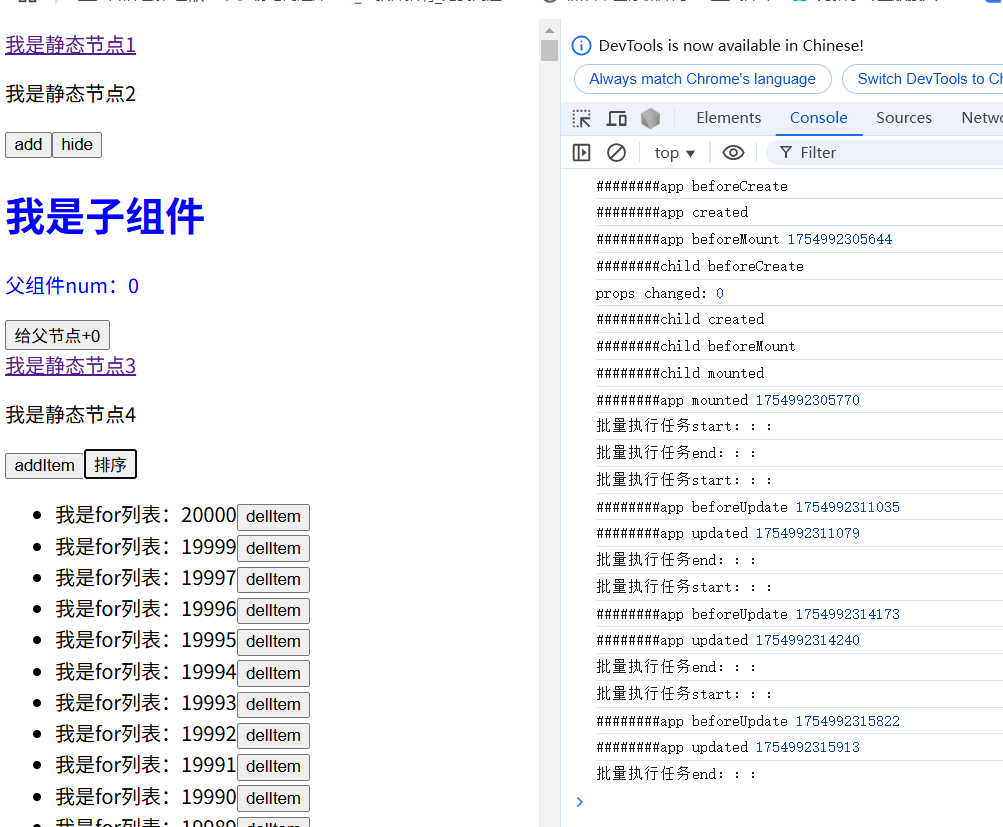 我是静态节点1
我是静态节点2
add hide
我是子组件
父组件num：0
给父节点+0
我是静态节点3
我是静态节点4
addItem 排序
我是for列表：20000 delItem
我是for列表：19999 delItem
我是for列表：19997 delItem
我是for列表：19996 delItem
我是for列表：19995 delItem
我是for列表：19994 delItem
我是for列表：19993 delItem
我是for列表：19992 delItem
我是for列表：19991 delItem
我是for列表：19990 delItem
DevTools is now available in Chinese!
Always match Chrome's language
Switch DevTools to Ch
Elements Console Sources Netwo
top ▼ Filter
########app beforeCreate
########app created
########app beforeMount 1754992305644
########child beforeCreate
props changed: 0
########child created
########child beforeMount
########child mounted
########app mounted 1754992305770
批量执行任务start：：：
批量执行任务end：：：
批量执行任务start：：：
########app beforeUpdate 1754992311035
########app updated 1754992311079
批量执行任务end：：：
批量执行任务start：：：
########app beforeUpdate 1754992314173
########app updated 1754992314240
批量执行任务end：：：
批量执行任务start：：：
########app beforeUpdate 1754992315822
########app updated 1754992315913
批量执行任务end：：：